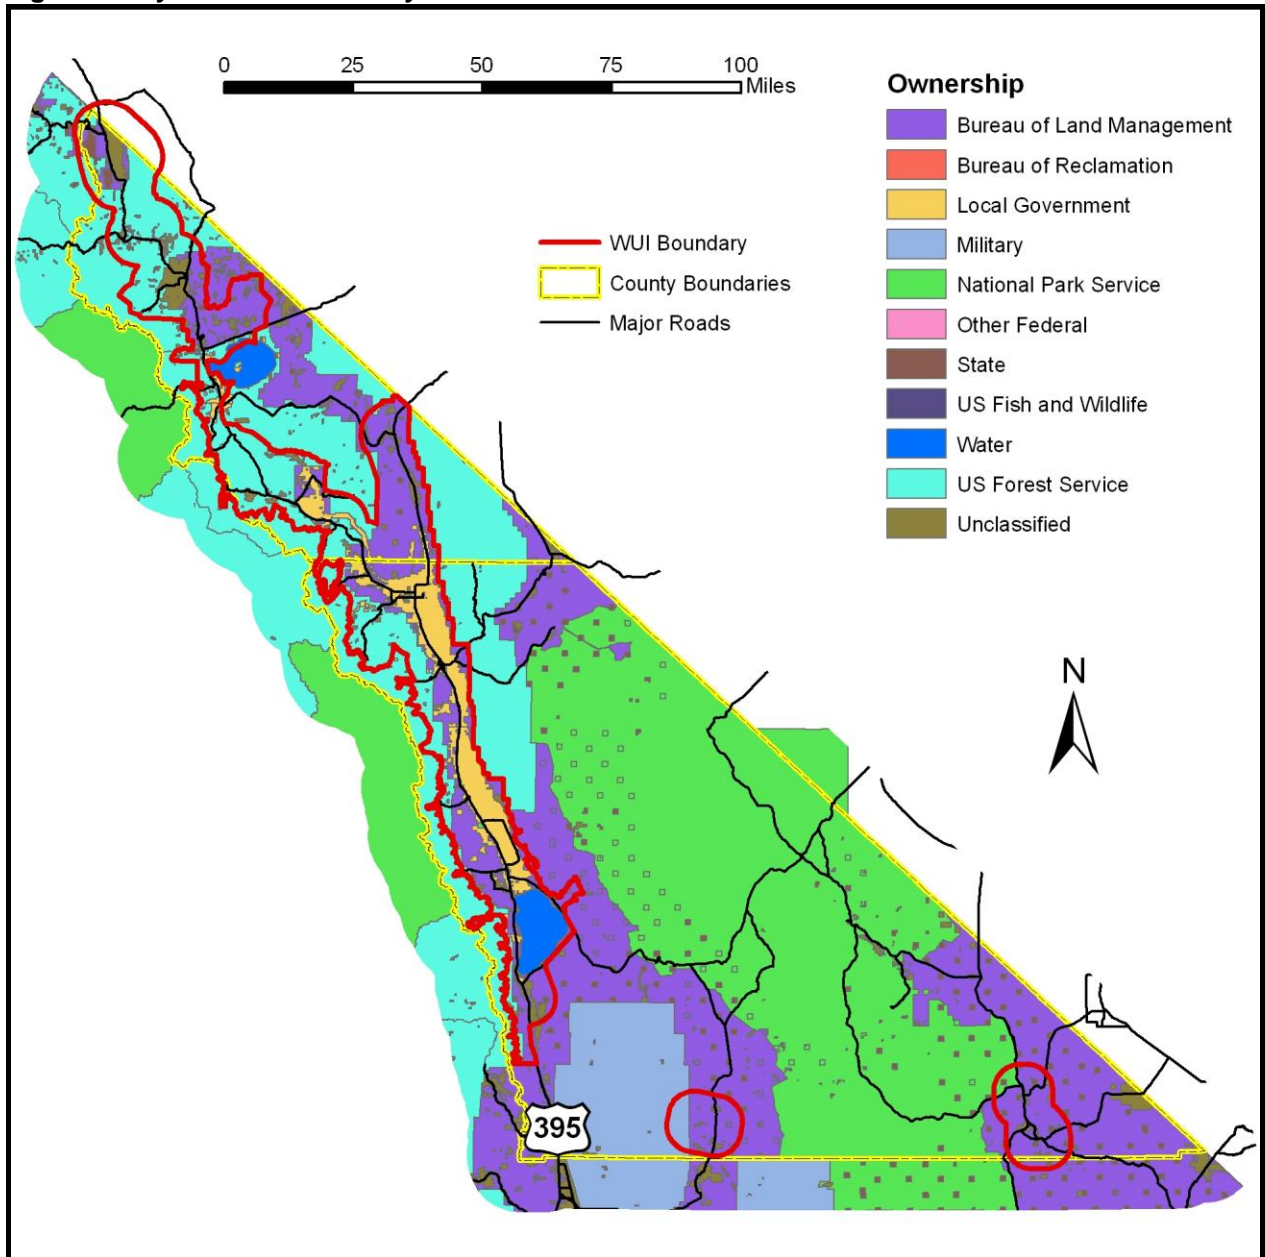 0 25 50 75 100
Miles
Ownership
Bureau of Land Management
Bureau of Reclamation
Local Government
Military
National Park Service
Other Federal
State
US Fish and Wildlife
Water
US Forest Service
Unclassified
WUI Boundary
County Boundaries
Major Roads
N
395